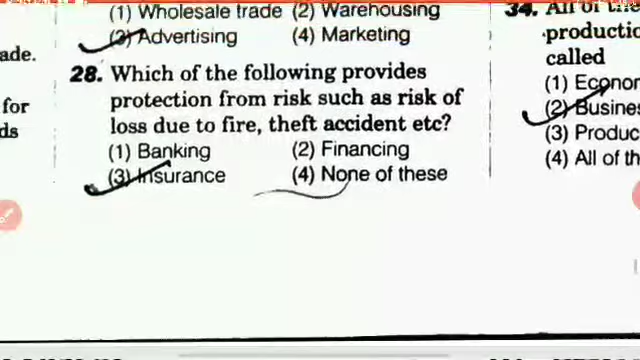 (1) Wholesale trade (2) Warehousing
(3) Advertising (4) Marketing
28. Which of the following provides
protection from risk such as risk of
loss due to fire, theft accident etc?
(1) Banking (2) Financing
(3) Insurance (4) None of these
ade.
for
ds
34. All of the
productio
called
(1) Econom
(2) Busines
(3) Produc
(4) All of th